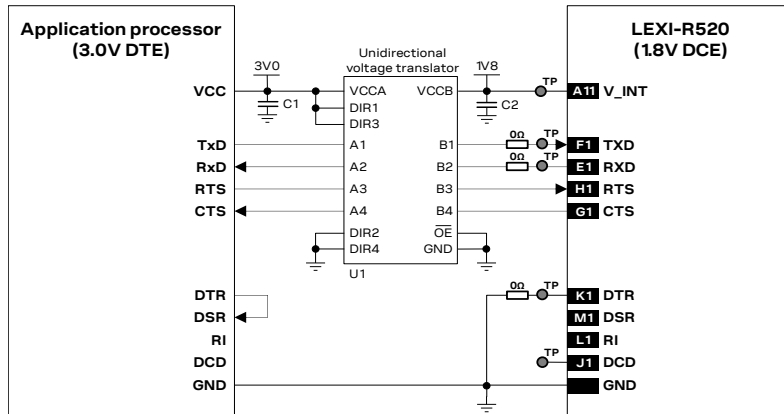 Application processor
(3.0V DTE)
LEXI-R520
(1.8V DCE)
Unidirectional
voltage translator
3V0
1V8
TP
VCC
C1
VCCA
VCCB
C2
A11
V_INT
DIR1
DIR3
0Ω
TP
TxD
A1
B1
F1
TXD
0Ω
TP
RxD
A2
B2
E1
RXD
RTS
A3
B3
H1
RTS
CTS
A4
B4
G1
CTS
DIR2
OE
DIR4
GND
U1
0Ω
TP
DTR
K1
DTR
DSR
M1
DSR
RI
L1
RI
TP
DCD
J1
DCD
GND
GND